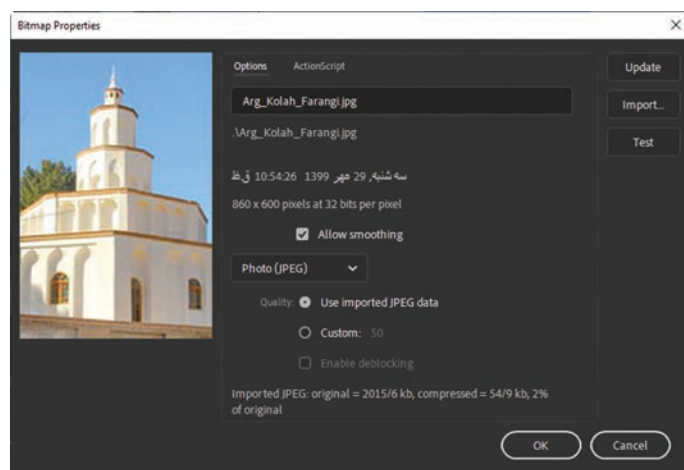 Bitmap Properties
Options ActionScript
Update
Arg_Kolah_Farangi.jpg
Import...
.\Arg_Kolah_Farangi.jpg
Test
سه شنبه, 29 مهر 1399 10:54:26 ق.ظ
860 x 600 pixels at 32 bits per pixel
Allow smoothing
Photo (JPEG)
Quality: Use imported JPEG data
Custom: 50
Enable deblocking
Imported JPEG: original = 2015/6 kb, compressed = 54/9 kb, 2%
of original
OK Cancel